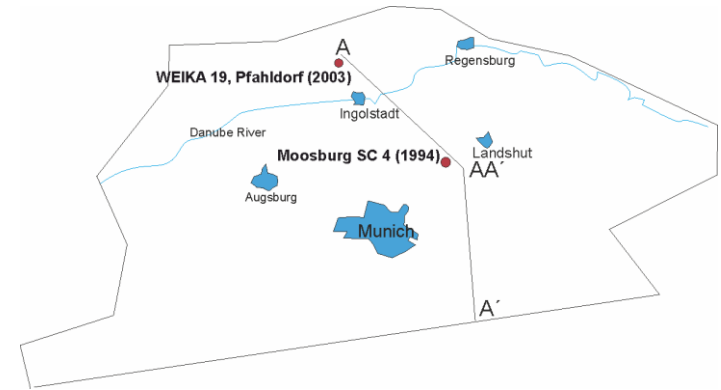 A
Regensburg
WEIKA 19, Pfahldorf (2003)
Ingolstadt
Danube River
Landshut
Moosburg SC 4 (1994)
AA´
Augsburg
Munich
A´